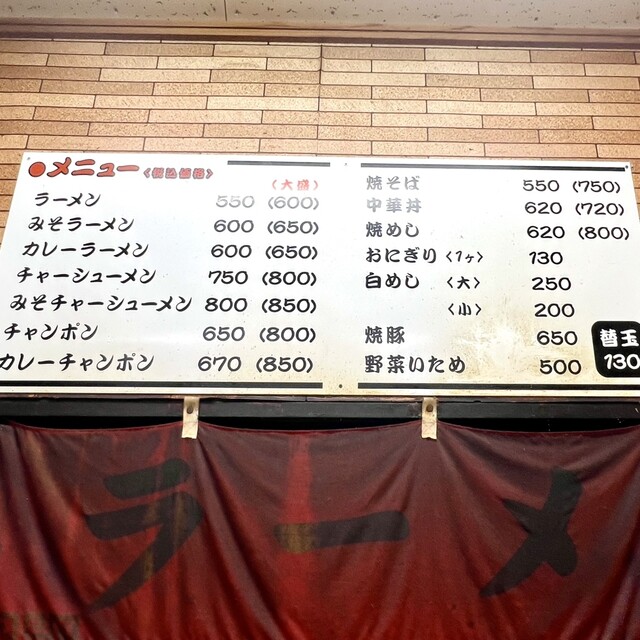 ●メニュー〈税込価格〉
(大盛)
ラーメン 550 (600)
みそラーメン 600 (650)
カレーラーメン 600 (650)
チャーシューメン 750 (800)
みそチャーシューメン 800 (850)
チャンポン 650 (800)
カレーチャンポン 670 (850)
焼そば 550 (750)
中華丼 620 (720)
焼めし 620 (800)
おにぎり〈1ヶ〉 130
白めし〈大〉 250
〈小〉 200
焼豚 650
野菜いため 500
替玉
130
ラーメ